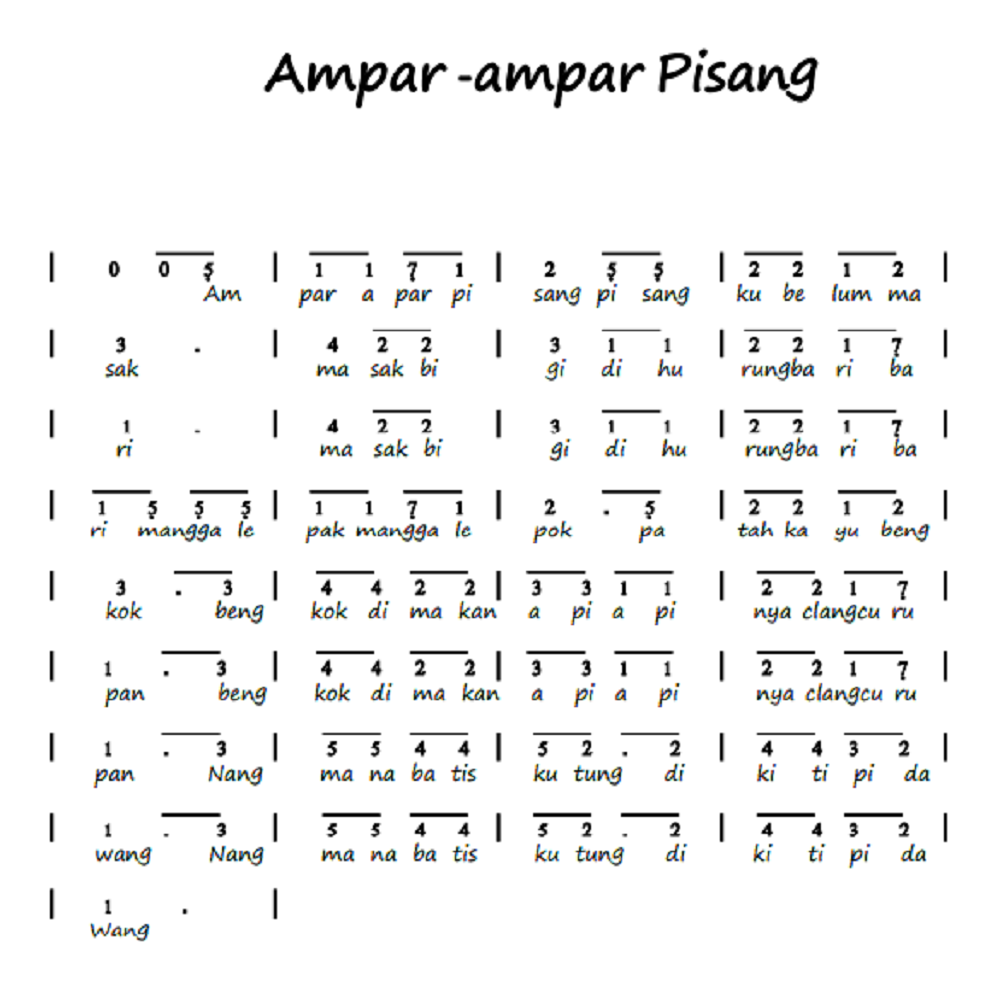 Ampar -ampar Pisang
| 0 0 5̣ | 1 1 7̣ 1 | 2 5̣ 5̣ | 2 2 1 2 |
Am par a par pi sang pi sang ku be lum ma
| 3 . | 4 2 2 | 3 1 1 | 2 2 1 7̣ |
sak ma sak bi gi di hu rungba ri ba
| 1 . | 4 2 2 | 3 1 1 | 2 2 1 7̣ |
ri ma sak bi gi di hu rungba ri ba
| 1 5̣ 5̣ 5̣ | 1 1 7̣ 1 | 2 . 5̣ | 2 2 1 2 |
ri mangga le pak mangga le pok pa tah ka yu beng
| 3 . 3 | 4 4 2 2 | 3 3 1 1 | 2 2 1 7̣ |
kok beng kok di ma kan a pi a pi nya clangcu ru
| 1 . 3 | 4 4 2 2 | 3 3 1 1 | 2 2 1 7̣ |
pan beng kok di ma kan a pi a pi nya clangcu ru
| 1 . 3 | 5 5 4 4 | 5 2 . 2 | 4 4 3 2 |
pan Nang ma na ba tis ku tung di ki ti pi da
| 1 . 3 | 5 5 4 4 | 5 2 . 2 | 4 4 3 2 |
wang Nang ma na ba tis ku tung di ki ti pi da
| 1 . |
Wang